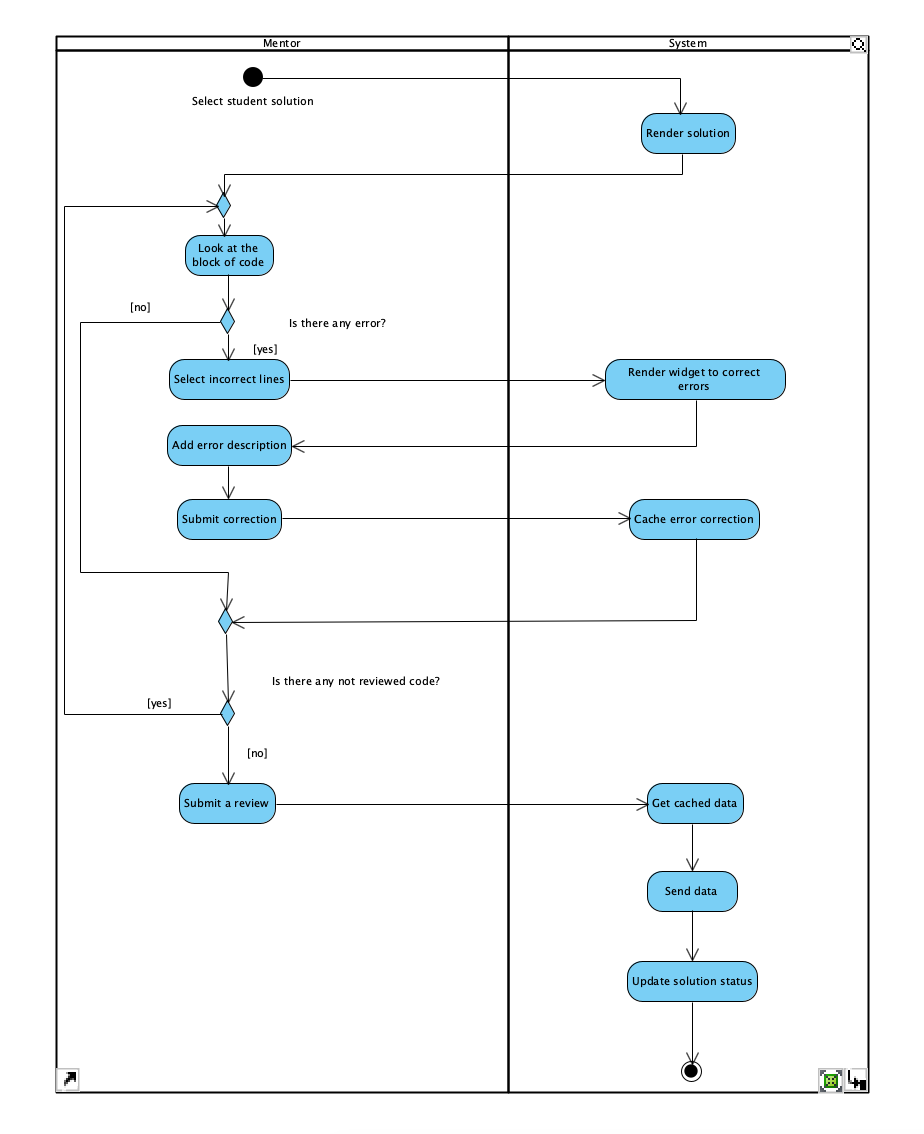 Mentor
System
Select student solution
Render solution
Look at the
block of code
[no]
Is there any error?
[yes]
Select incorrect lines
Render widget to correct
errors
Add error description
Submit correction
Cache error correction
Is there any not reviewed code?
[yes]
[no]
Submit a review
Get cached data
Send data
Update solution status